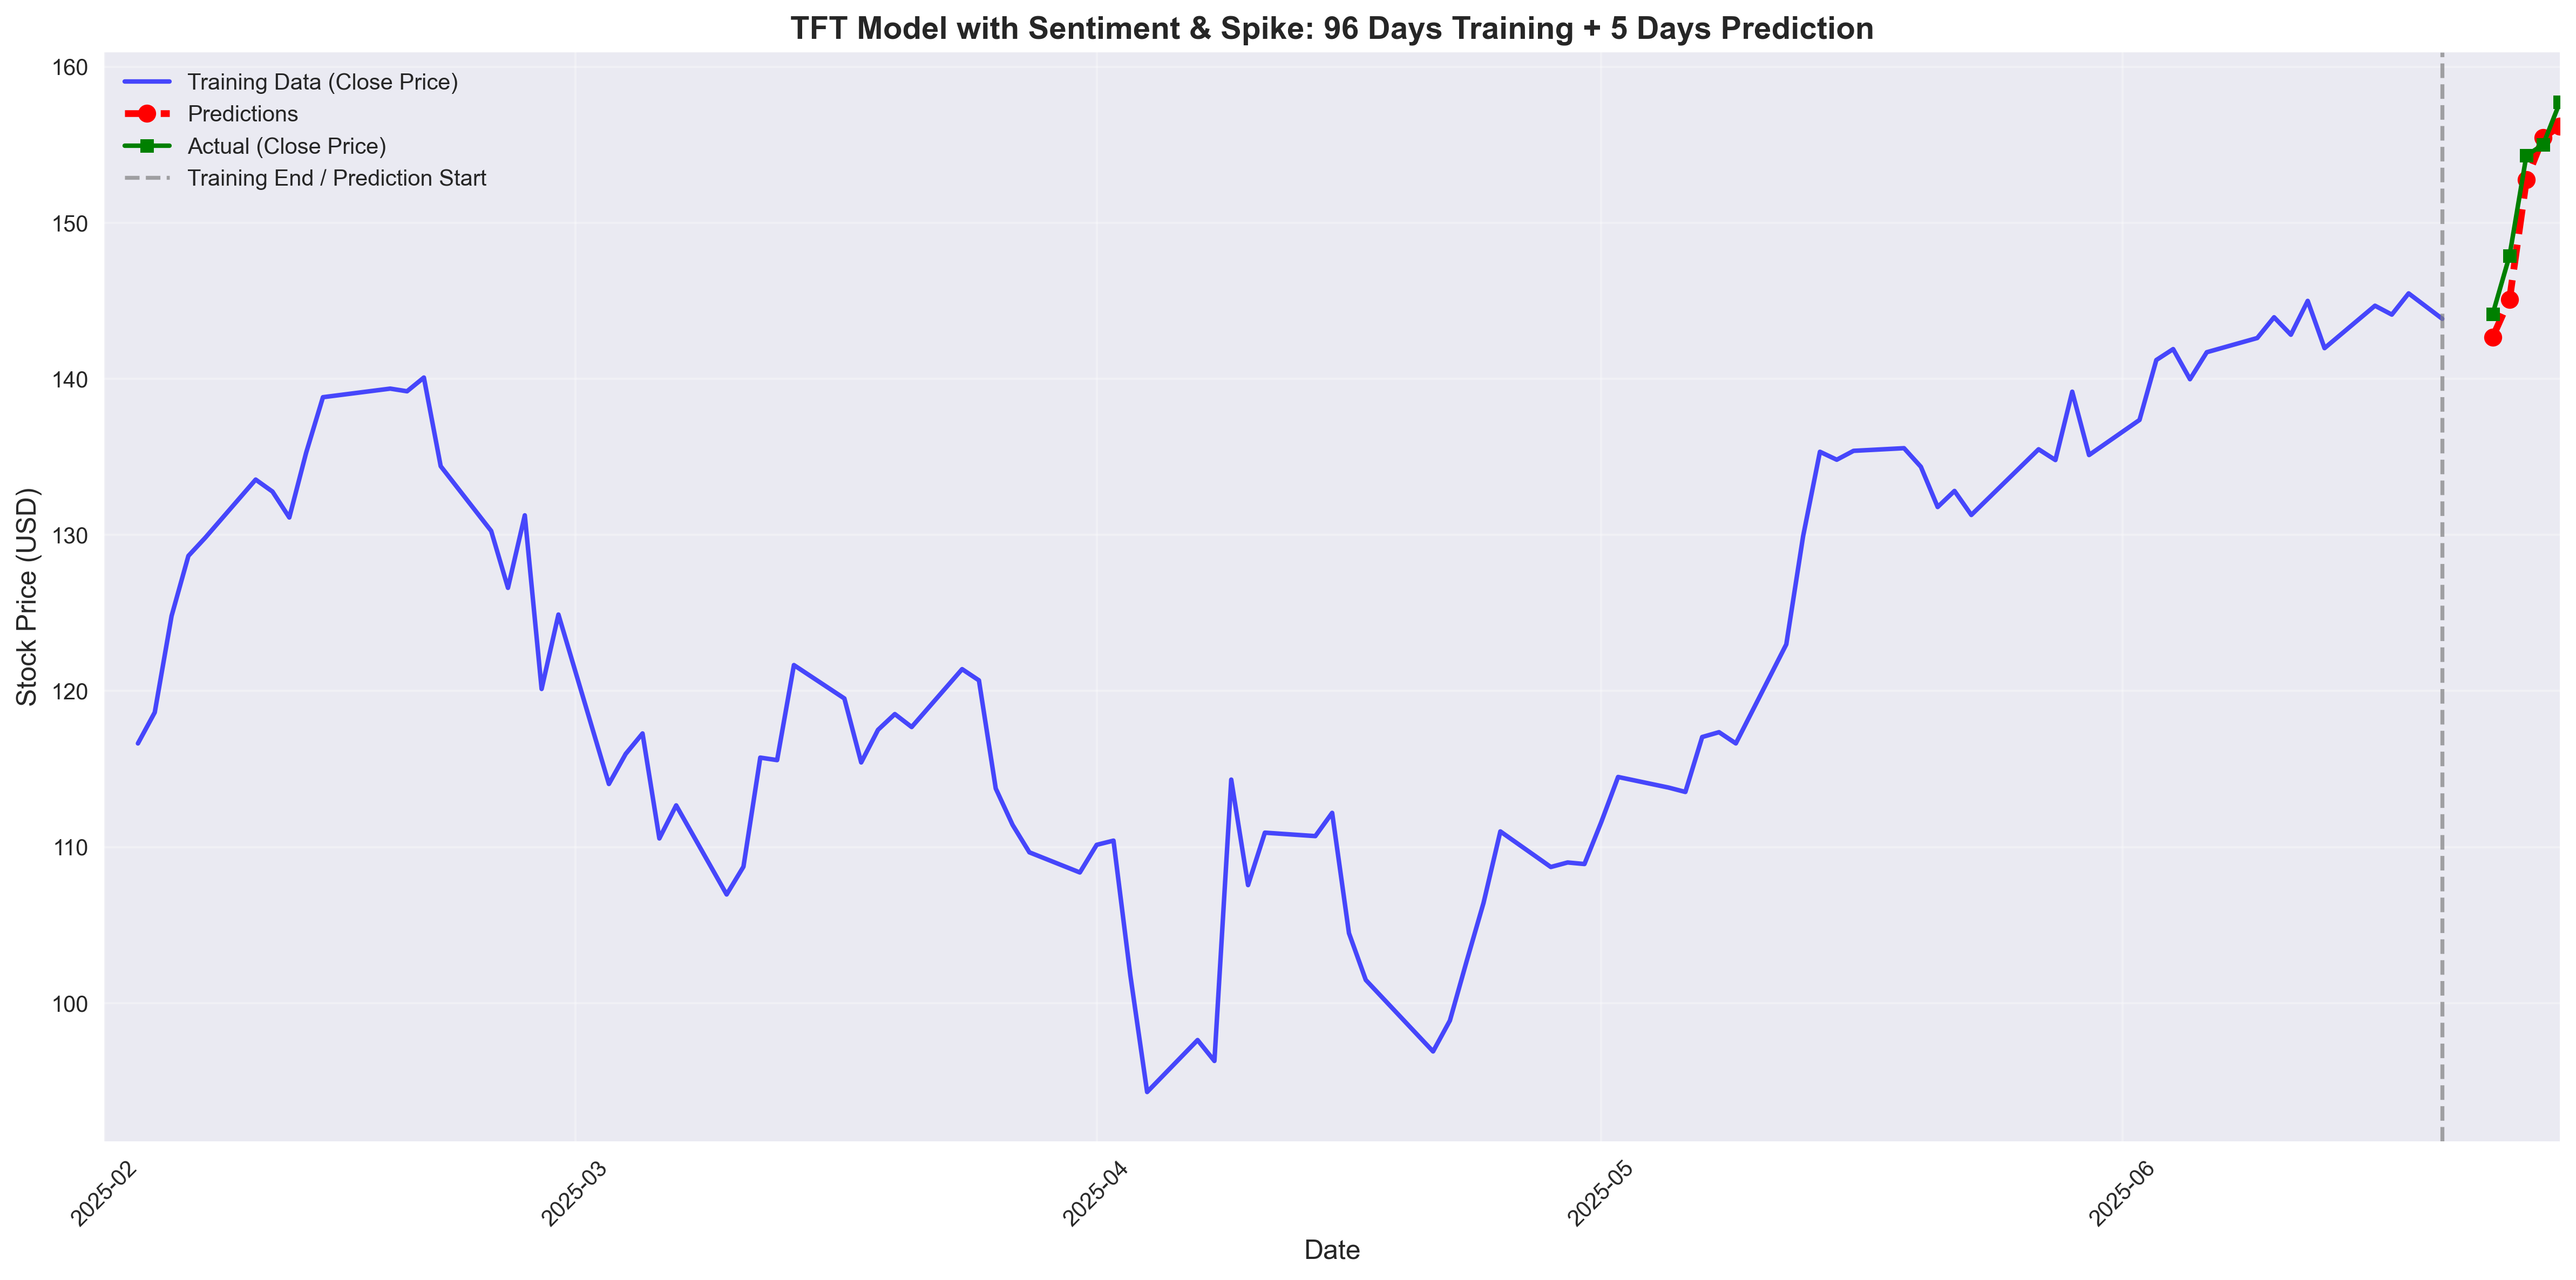 TFT Model with Sentiment & Spike: 96 Days Training + 5 Days Prediction
Training Data (Close Price)
Predictions
Actual (Close Price)
Training End / Prediction Start
Stock Price (USD)
160
150
140
130
120
110
100
2025-02
2025-03
2025-04
2025-05
2025-06
Date